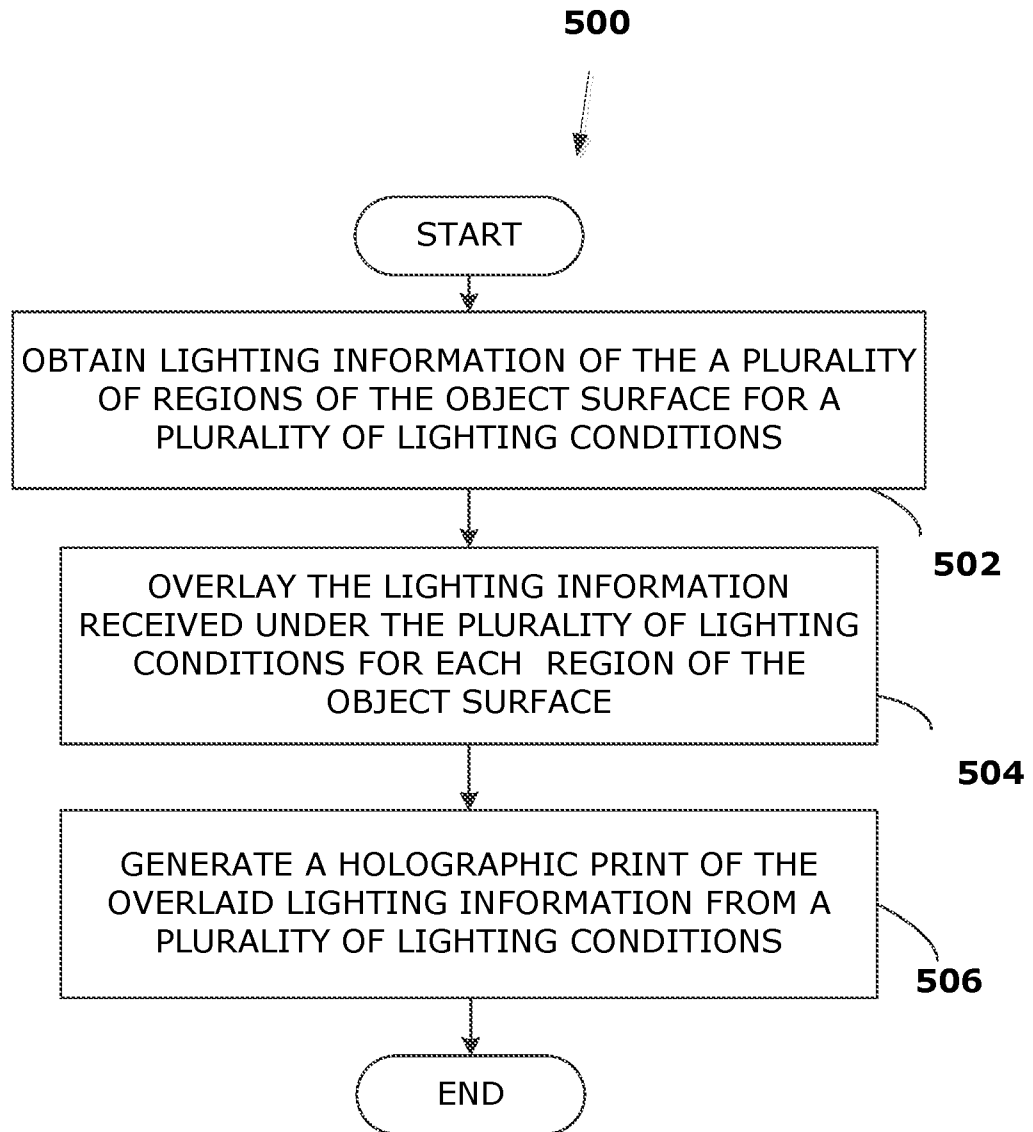 500
START
OBTAIN LIGHTING INFORMATION OF THE A PLURALITY
OF REGIONS OF THE OBJECT SURFACE FOR A
PLURALITY OF LIGHTING CONDITIONS
502
OVERLAY THE LIGHTING INFORMATION
RECEIVED UNDER THE PLURALITY OF LIGHTING
CONDITIONS FOR EACH REGION OF THE
OBJECT SURFACE
504
GENERATE A HOLOGRAPHIC PRINT OF THE
OVERLAID LIGHTING INFORMATION FROM A
PLURALITY OF LIGHTING CONDITIONS
506
END